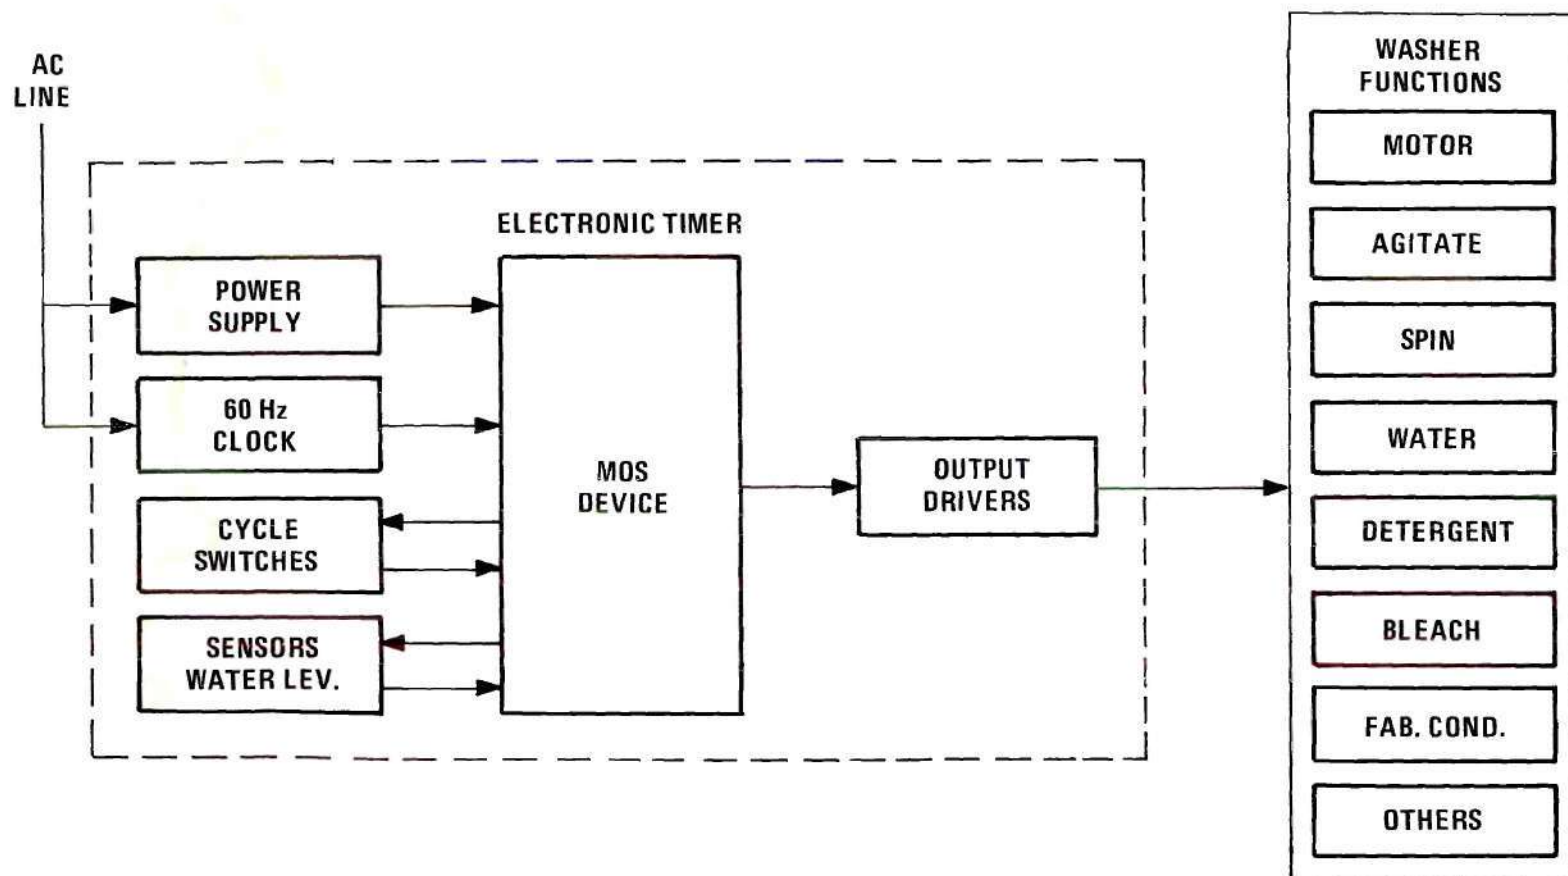 AC
LINE
ELECTRONIC TIMER
POWER
SUPPLY
60 Hz
CLOCK
CYCLE
SWITCHES
SENSORS
WATER LEV.
MOS
DEVICE
OUTPUT
DRIVERS
WASHER
FUNCTIONS
MOTOR
AGITATE
SPIN
WATER
DETERGENT
BLEACH
FAB. COND.
OTHERS